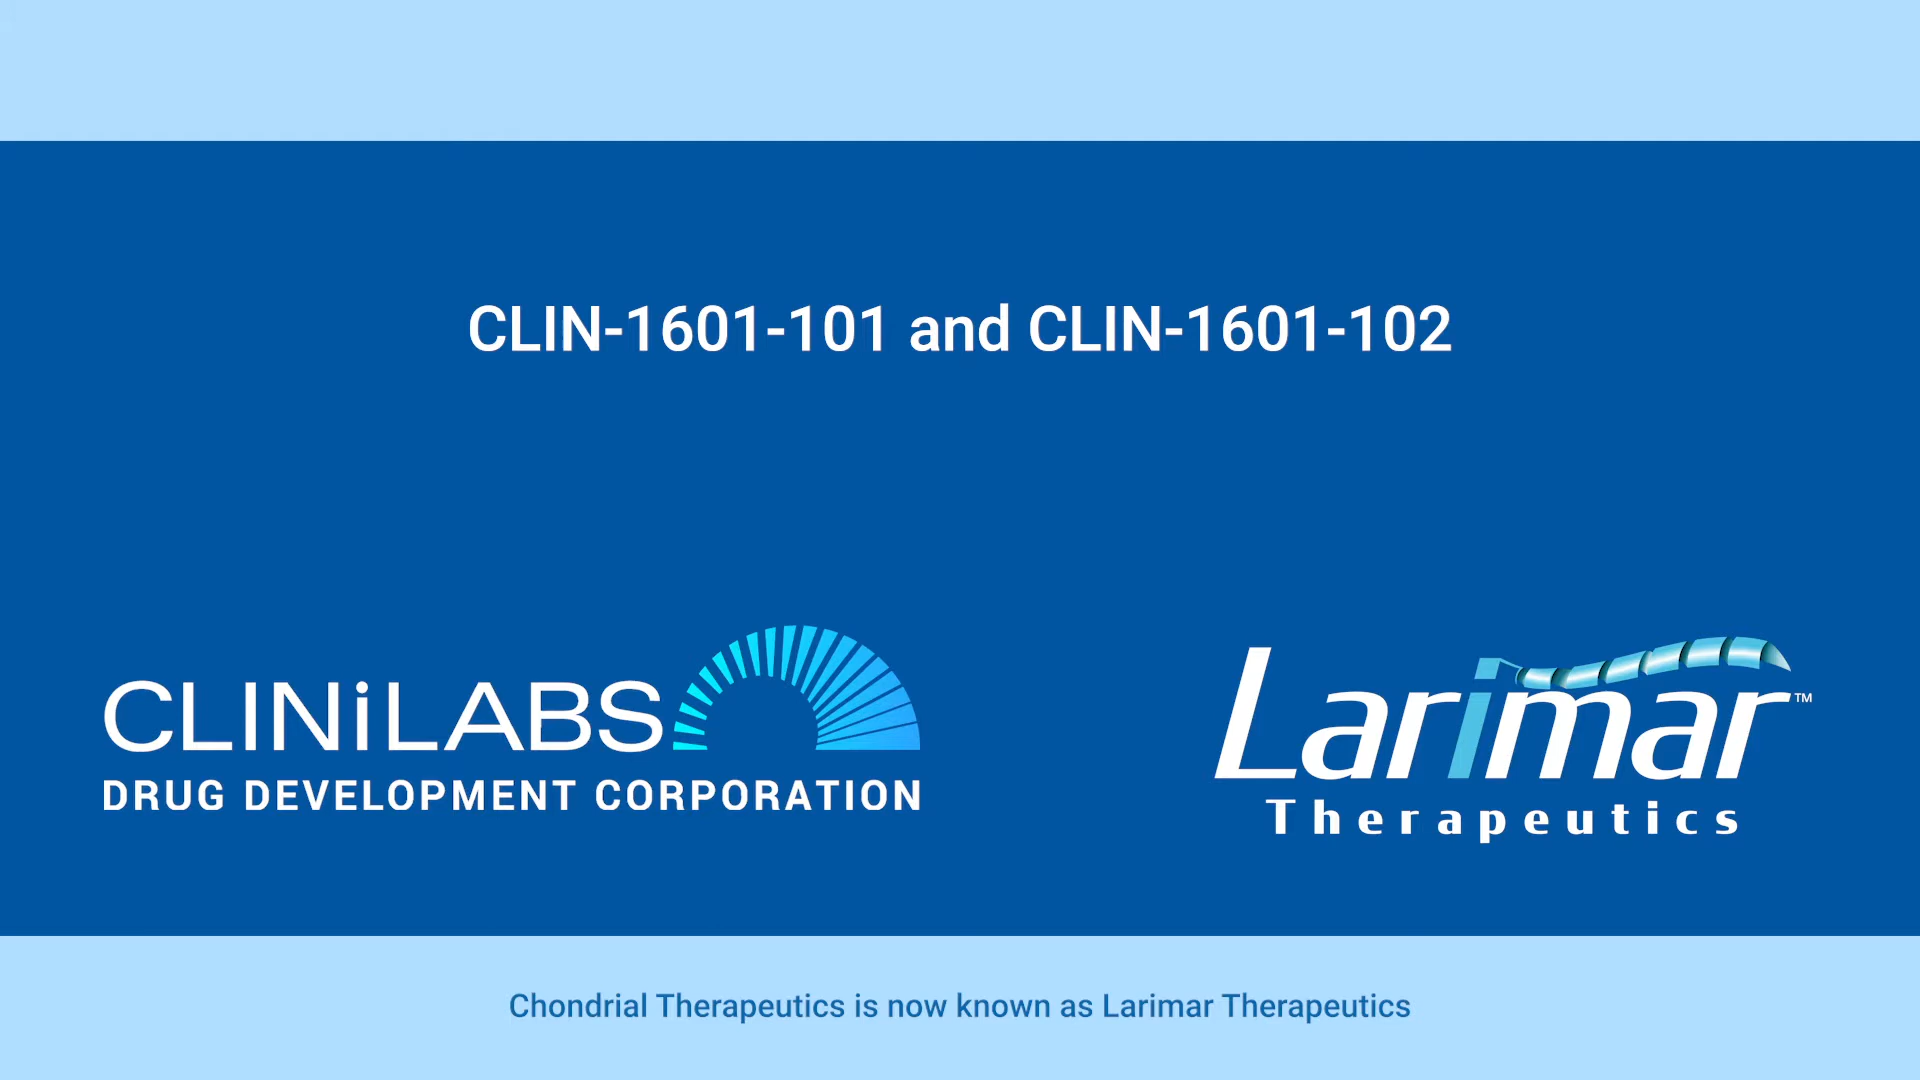 CLIN-1601-101 and CLIN-1601-102
CLINiLABS
DRUG DEVELOPMENT CORPORATION
Larimar™
Therapeutics
Chondrial Therapeutics is now known as Larimar Therapeutics